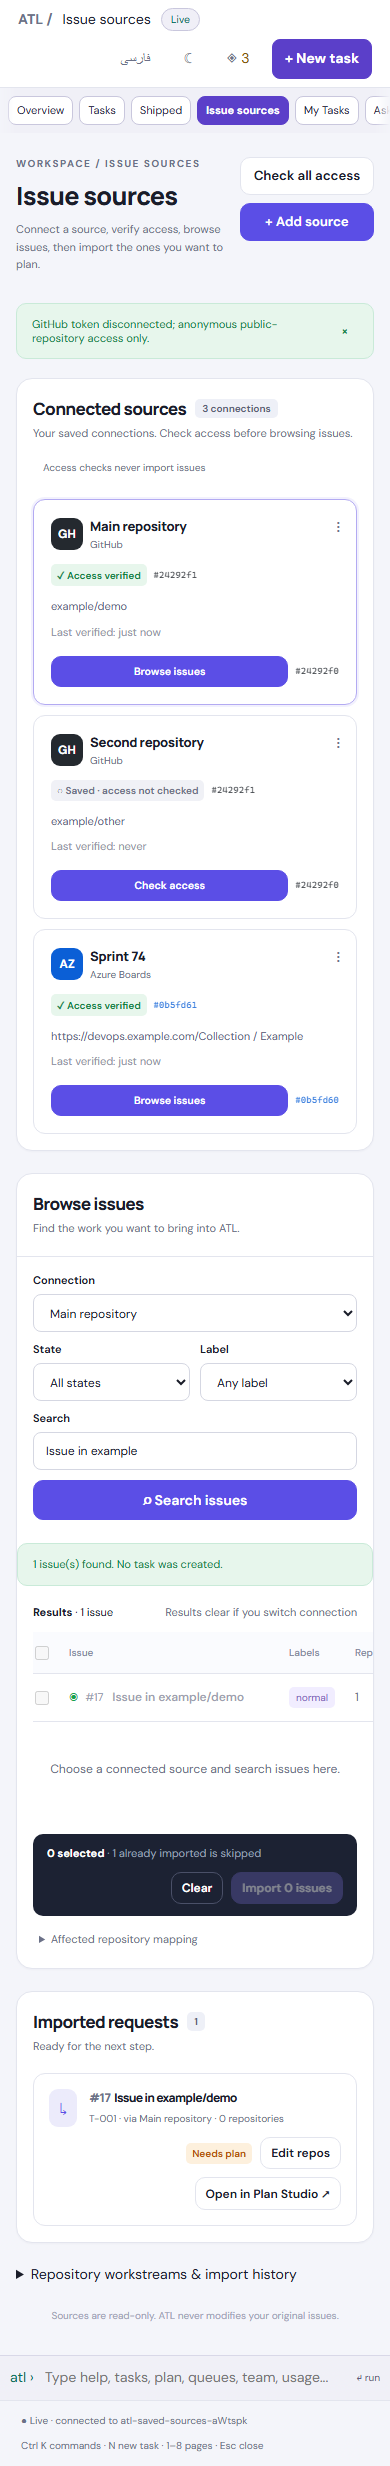 ATL / Issue sources Live
فارسی ☾ ◈ 3 + New task
Overview Tasks Shipped Issue sources My Tasks
WORKSPACE / ISSUE SOURCES
Issue sources
Connect a source, verify access, browse
issues, then import the ones you want to
plan.
Check all access
+ Add source
GitHub token disconnected; anonymous public-
repository access only.
×
Connected sources 3 connections
Your saved connections. Check access before browsing issues.
Access checks never import issues
GH Main repository ⋮
GitHub
✓ Access verified #24292f1
example/demo
Last verified: just now
Browse issues #24292f0
GH Second repository ⋮
GitHub
○ Saved · access not checked #24292f1
example/other
Last verified: never
Check access #24292f0
AZ Sprint 74 ⋮
Azure Boards
✓ Access verified #0b5fd61
https://devops.example.com/Collection / Example
Last verified: just now
Browse issues #0b5fd60
Browse issues
Find the work you want to bring into ATL.
Connection
Main repository
State Label
All states Any label
Search
Issue in example
⌕ Search issues
1 issue(s) found. No task was created.
Results · 1 issue Results clear if you switch connection
Issue Labels Rep
◉ #17 Issue in example/demo normal 1
Choose a connected source and search issues here.
0 selected · 1 already imported is skipped
Clear Import 0 issues
▶ Affected repository mapping
Imported requests 1
Ready for the next step.
↳ #17 Issue in example/demo
T-001 · via Main repository · 0 repositories
Needs plan Edit repos
Open in Plan Studio ↗
▶ Repository workstreams & import history
Sources are read-only. ATL never modifies your original issues.
atl › Type help, tasks, plan, queues, team, usage... ⏎ run
● Live · connected to atl-saved-sources-aWtspk
Ctrl K commands · N new task · 1–8 pages · Esc close